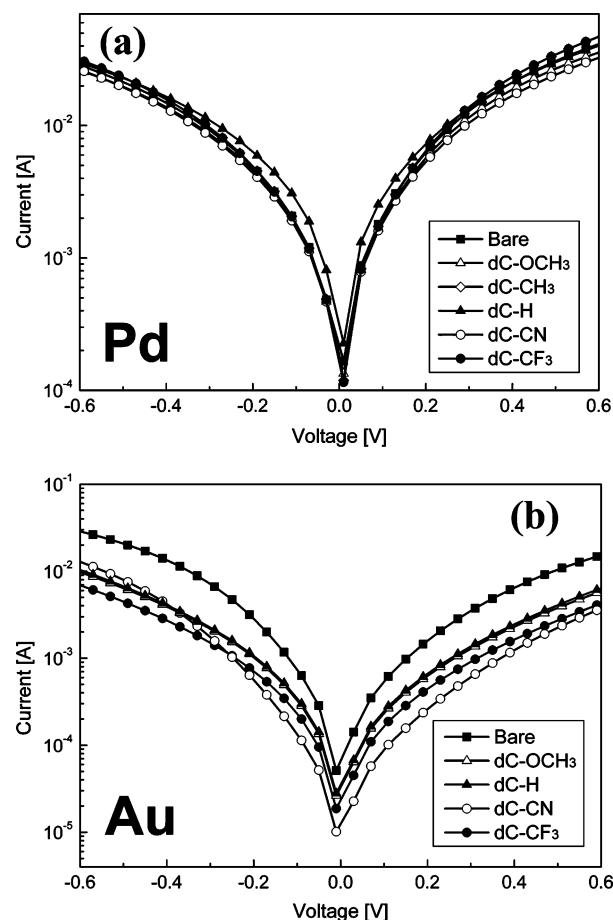 (a)
10⁻²
10⁻³
10⁻⁴
Current [A]
Bare
dC-OCH₃
dC-CH₃
dC-H
dC-CN
dC-CF₃
Pd
-0.6 -0.4 -0.2 0.0 0.2 0.4 0.6
Voltage [V]
(b)
10⁻¹
10⁻²
10⁻³
10⁻⁴
10⁻⁵
Current [A]
Bare
dC-OCH₃
dC-H
dC-CN
dC-CF₃
Au
-0.6 -0.4 -0.2 0.0 0.2 0.4 0.6
Voltage [V]